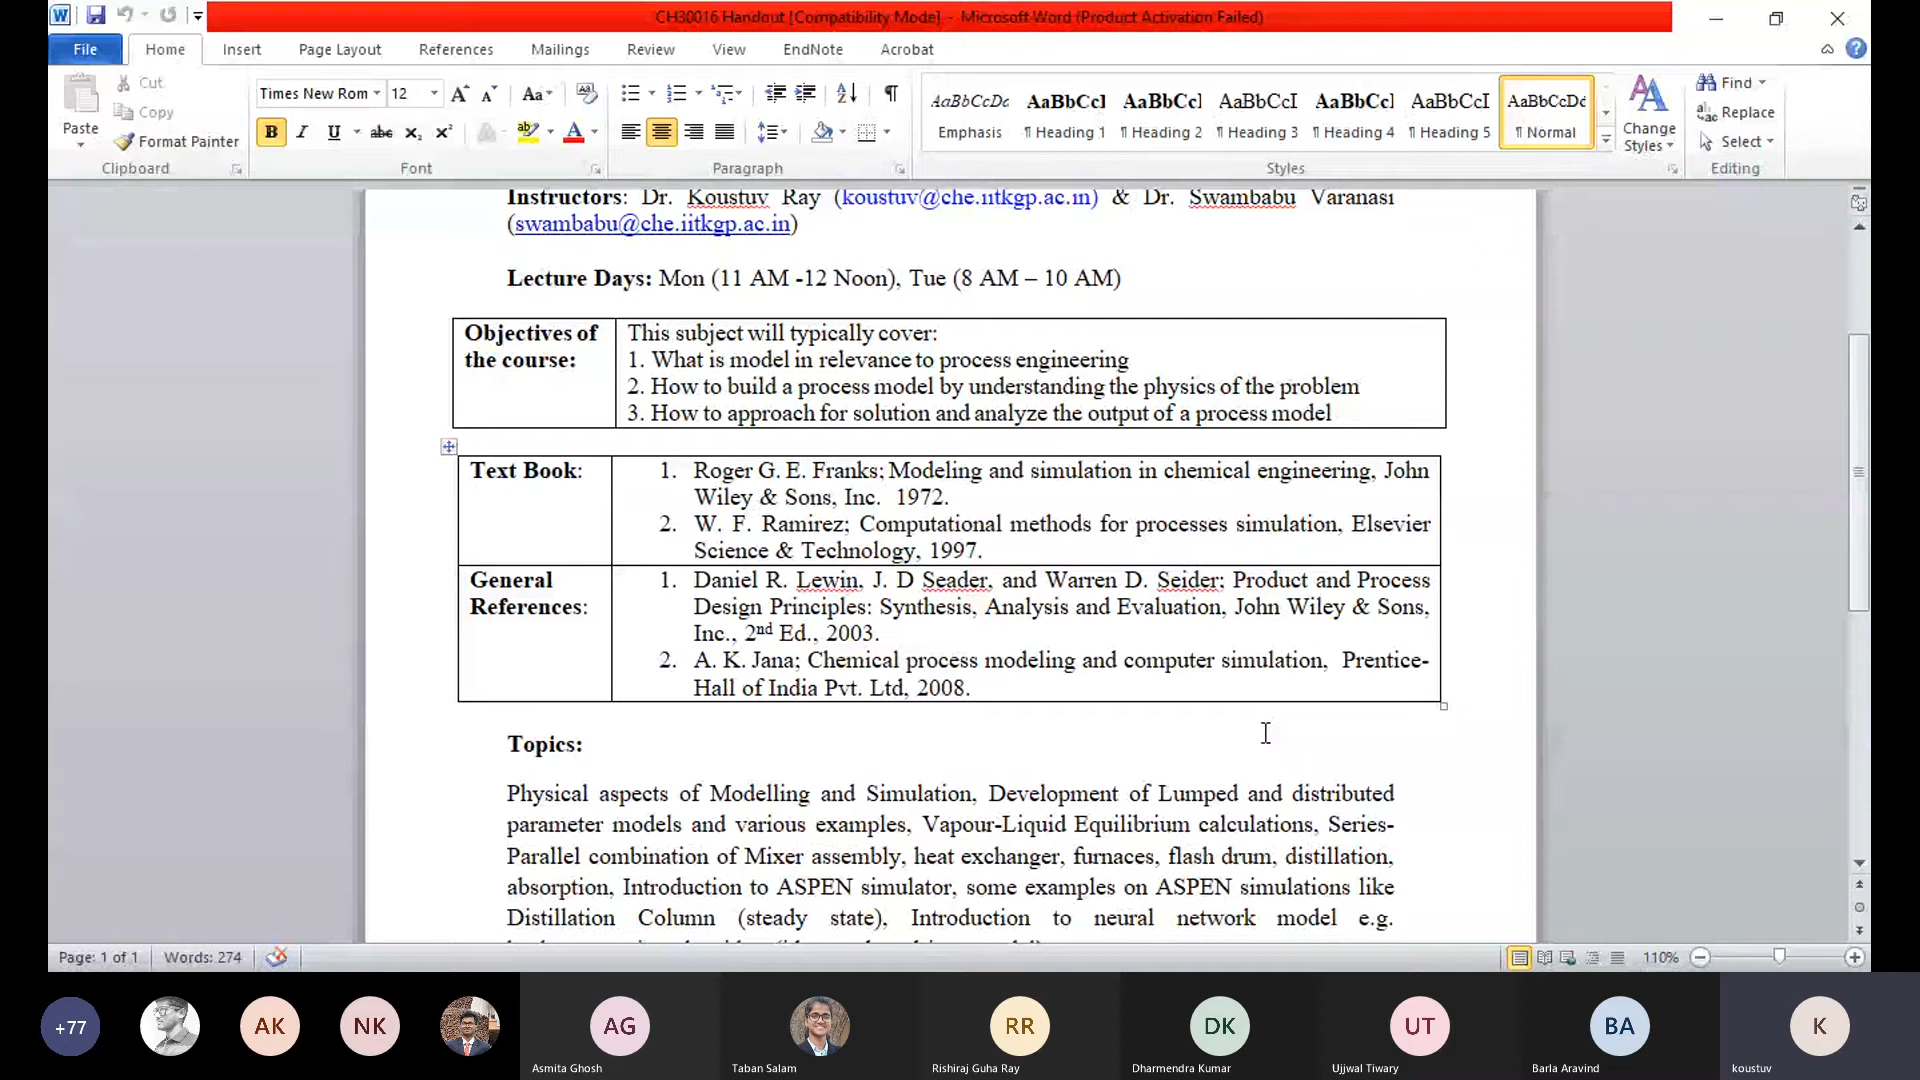 CH30016 Handout [Compatibility Mode] - Microsoft Word (Product Activation Failed)
File Home Insert Page Layout References Mailings Review View EndNote Acrobat
Cut
Copy
Format Painter
Paste
Clipboard
Times New Rom 12
Font
Paragraph
AaBbCcDc AaBbCcI AaBbCcI AaBbCcI AaBbCcI AaBbCcI AaBbCcDd
Emphasis ¶ Heading 1 ¶ Heading 2 ¶ Heading 3 ¶ Heading 4 ¶ Heading 5 ¶ Normal
Styles
Change
Styles
Find
Replace
Select
Editing
Instructors: Dr. Koustuv Ray (koustuv@che.iitkgp.ac.in) & Dr. Swambabu Varanasi
(swambabu@che.iitkgp.ac.in)
Lecture Days: Mon (11 AM -12 Noon), Tue (8 AM – 10 AM)
Objectives of
the course:
This subject will typically cover:
1. What is model in relevance to process engineering
2. How to build a process model by understanding the physics of the problem
3. How to approach for solution and analyze the output of a process model
Text Book:
1. Roger G. E. Franks; Modeling and simulation in chemical engineering, John
Wiley & Sons, Inc. 1972.
2. W. F. Ramirez; Computational methods for processes simulation, Elsevier
Science & Technology, 1997.
General
References:
1. Daniel R. Lewin, J. D Seader, and Warren D. Seider; Product and Process
Design Principles: Synthesis, Analysis and Evaluation, John Wiley & Sons,
Inc., 2nd Ed., 2003.
2. A. K. Jana; Chemical process modeling and computer simulation, Prentice-
Hall of India Pvt. Ltd, 2008.
Topics:
Physical aspects of Modelling and Simulation, Development of Lumped and distributed
parameter models and various examples, Vapour-Liquid Equilibrium calculations, Series-
Parallel combination of Mixer assembly, heat exchanger, furnaces, flash drum, distillation,
absorption, Introduction to ASPEN simulator, some examples on ASPEN simulations like
Distillation Column (steady state), Introduction to neural network model e.g.
Page: 1 of 1 Words: 274 110%
+77 AK NK AG RR DK UT BA K
Asmita Ghosh Taban Salam Rishiraj Guha Ray Dharmendra Kumar Ujjwal Tiwary Barla Aravind koustuv